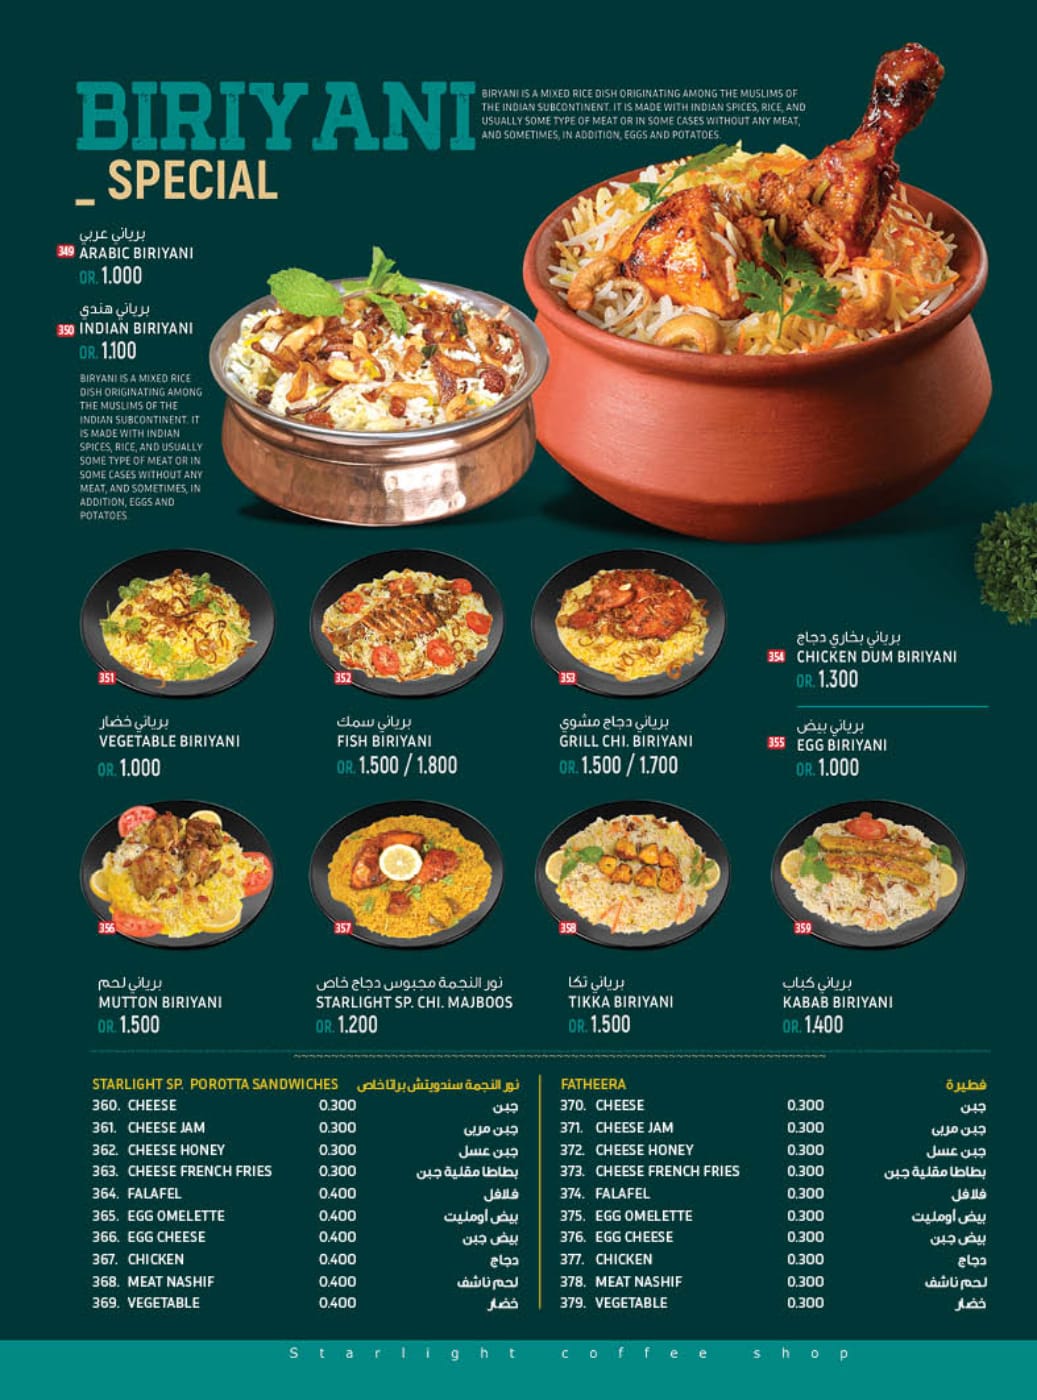 BIRIYANI
_ SPECIAL
BIRYANI IS A MIXED RICE DISH ORIGINATING AMONG THE MUSLIMS OF
THE INDIAN SUBCONTINENT. IT IS MADE WITH INDIAN SPICES, RICE, AND
USUALLY SOME TYPE OF MEAT OR IN SOME CASES WITHOUT ANY MEAT,
AND SOMETIMES, IN ADDITION, EGGS AND POTATOES.
برياني عربي
349 ARABIC BIRIYANI
OR. 1.000
برياني هندي
350 INDIAN BIRIYANI
OR. 1.100
BIRYANI IS A MIXED RICE
DISH ORIGINATING AMONG
THE MUSLIMS OF THE
INDIAN SUBCONTINENT. IT
IS MADE WITH INDIAN
SPICES, RICE, AND USUALLY
SOME TYPE OF MEAT OR IN
SOME CASES WITHOUT ANY
MEAT, AND SOMETIMES, IN
ADDITION, EGGS AND
POTATOES.
351
برياني خضار
VEGETABLE BIRIYANI
OR. 1.000
352
برياني سمك
FISH BIRIYANI
OR. 1.500 / 1.800
353
برياني دجاج مشوي
GRILL CHI. BIRIYANI
OR. 1.500 / 1.700
برياني بخاري دجاج
354 CHICKEN DUM BIRIYANI
OR. 1.300
برياني بيض
355 EGG BIRIYANI
OR. 1.000
356
برياني لحم
MUTTON BIRIYANI
OR. 1.500
357
نور النجمة مجبوس دجاج خاص
STARLIGHT SP. CHI. MAJBOOS
OR. 1.200
358
برياني تكا
TIKKA BIRIYANI
OR. 1.500
359
برياني كباب
KABAB BIRIYANI
OR. 1.400
STARLIGHT SP. POROTTA SANDWICHES نور النجمة سندويتش براتا خاص
360. CHEESE 0.300 جبن
361. CHEESE JAM 0.300 جبن مربى
362. CHEESE HONEY 0.300 جبن عسل
363. CHEESE FRENCH FRIES 0.300 بطاطا مقلية جبن
364. FALAFEL 0.400 فلافل
365. EGG OMELETTE 0.400 بيض أومليت
366. EGG CHEESE 0.400 بيض جبن
367. CHICKEN 0.400 دجاج
368. MEAT NASHIF 0.400 لحم ناشف
369. VEGETABLE 0.400 خضار
FATHEERA فطيرة
370. CHEESE 0.300 جبن
371. CHEESE JAM 0.300 جبن مربى
372. CHEESE HONEY 0.300 جبن عسل
373. CHEESE FRENCH FRIES 0.300 بطاطا مقلية جبن
374. FALAFEL 0.300 فلافل
375. EGG OMELETTE 0.300 بيض أومليت
376. EGG CHEESE 0.300 بيض جبن
377. CHICKEN 0.300 دجاج
378. MEAT NASHIF 0.300 لحم ناشف
379. VEGETABLE 0.300 خضار
Starlight coffee shop